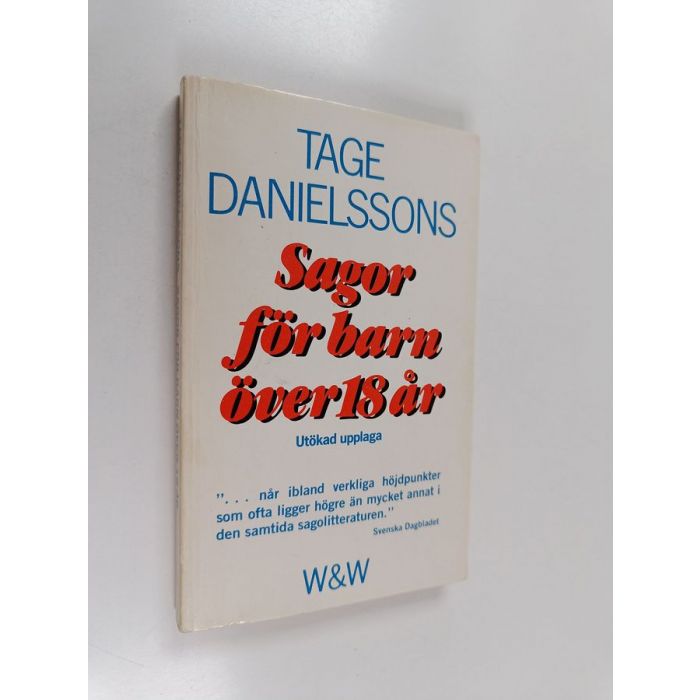 TAGE
DANIELSSONS
Sagor
för barn
över 18 år
Utökad upplaga
"... når ibland verkliga höjdpunkter
som ofta ligger högre än mycket annat i
den samtida sagolitteraturen."
Svenska Dagbladet
W&W